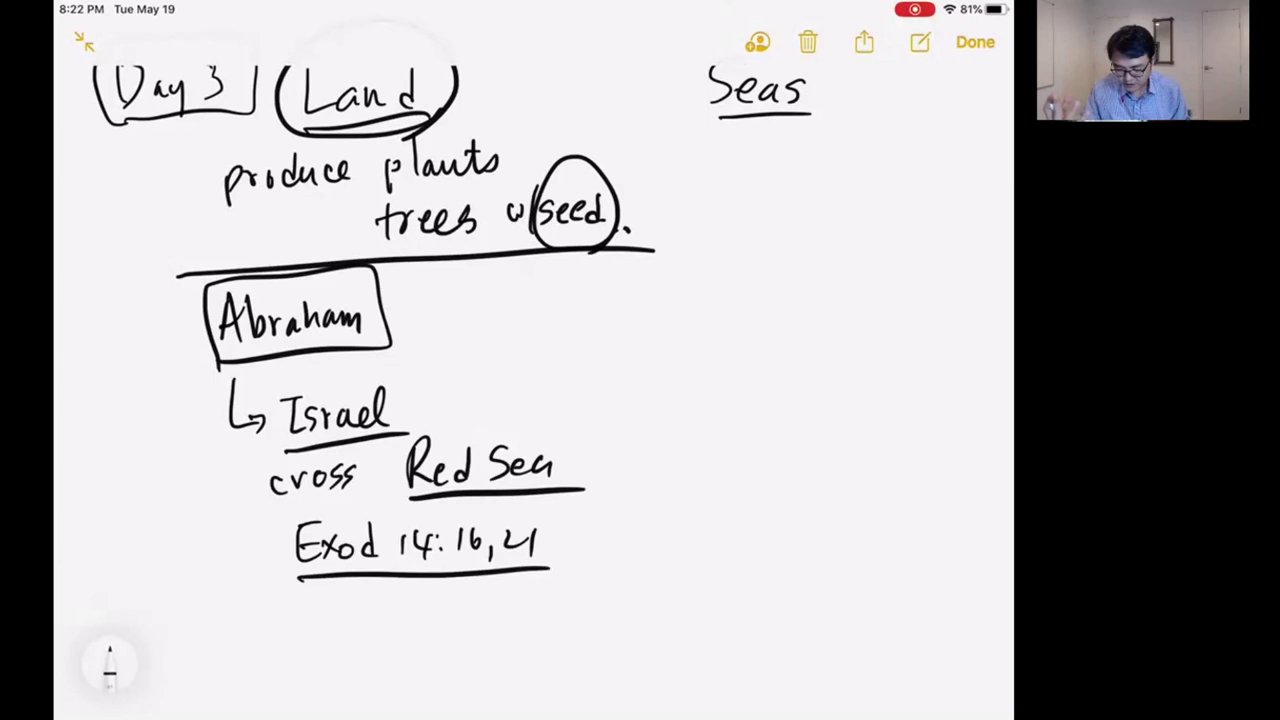 8:22 PM Tue May 19 81%
Done
Day 3 Land Seas
produce plants
trees w/ seed.
Abraham
↳ Israel
cross Red Sea
Exod 14:16, 21